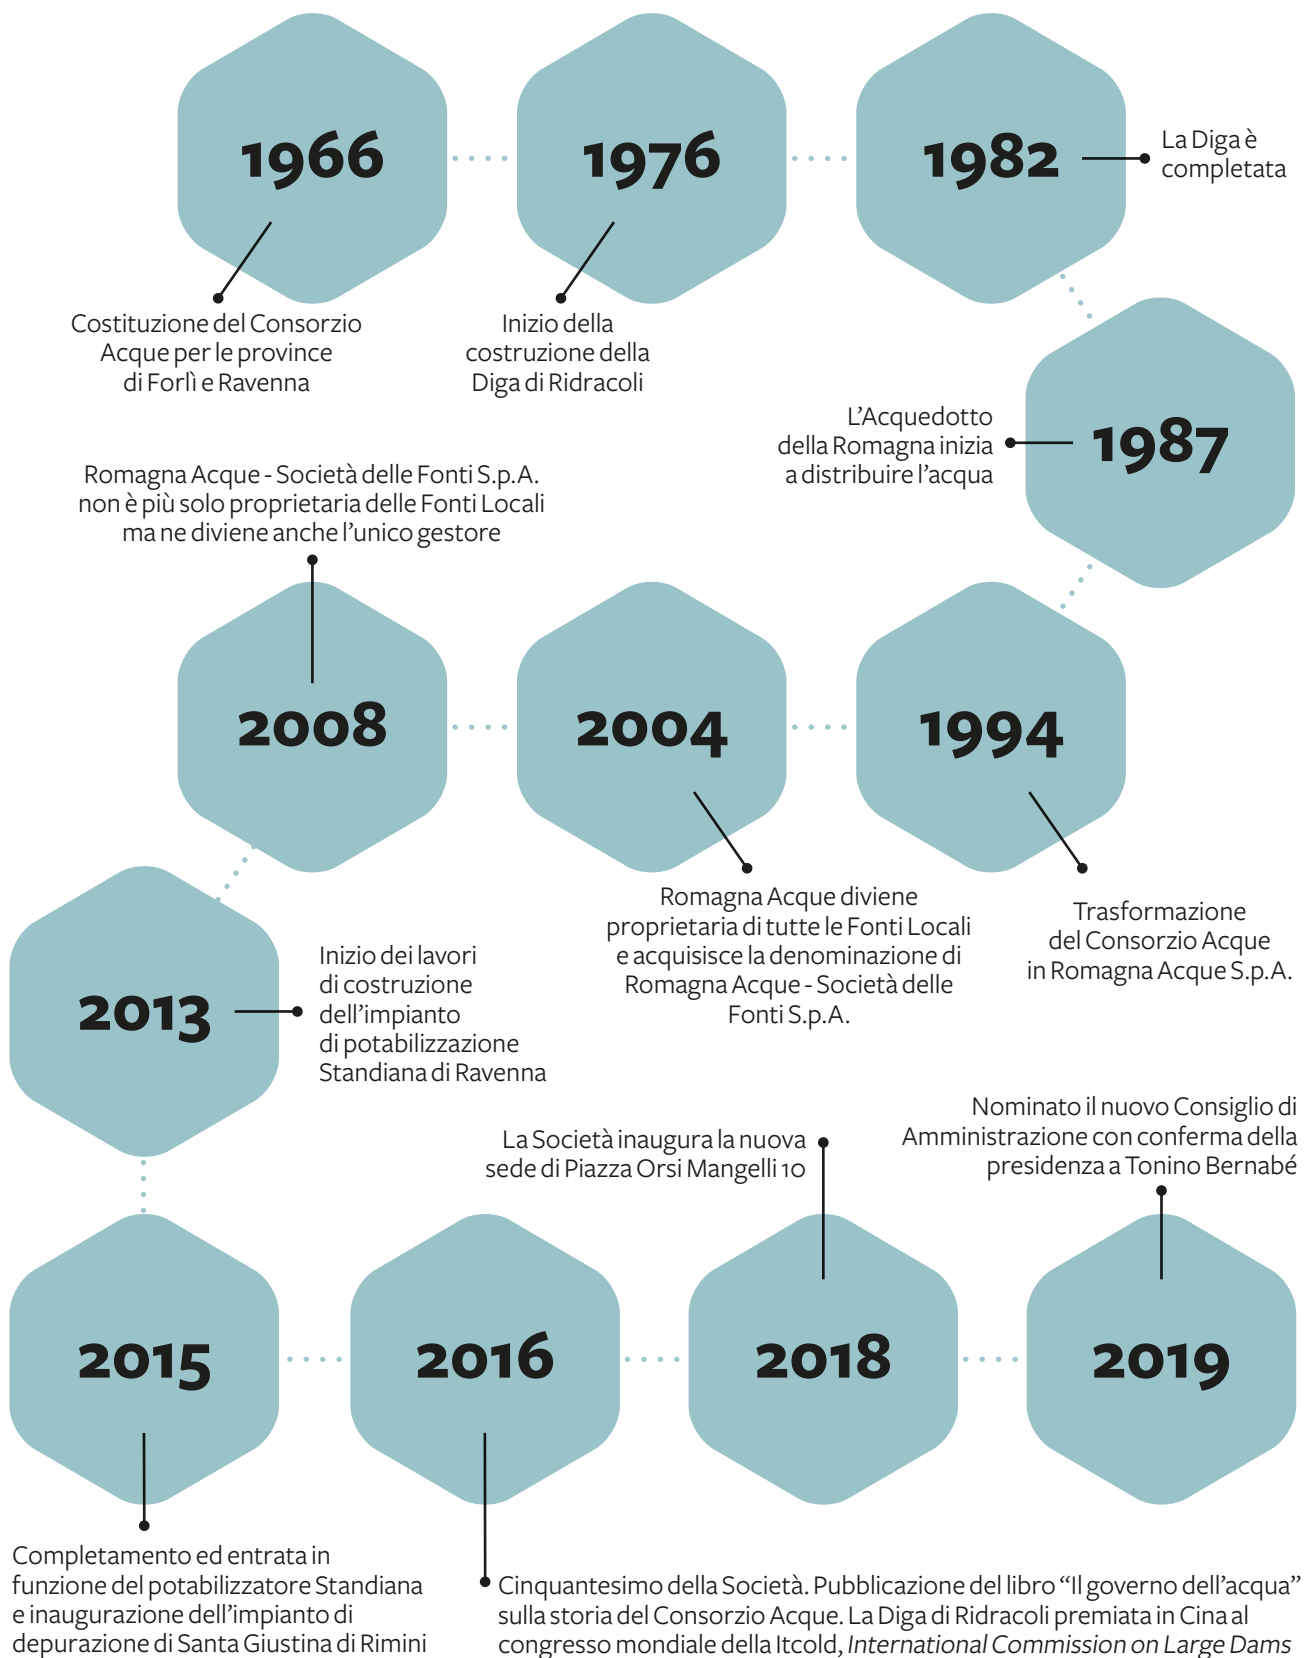 1966
Costituzione del Consorzio
Acque per le province
di Forlì e Ravenna
1976
Inizio della
costruzione della
Diga di Ridracoli
1982
La Diga è
completata
1987
L’Acquedotto
della Romagna inizia
a distribuire l’acqua
1994
Trasformazione
del Consorzio Acque
in Romagna Acque S.p.A.
2004
Romagna Acque diviene
proprietaria di tutte le Fonti Locali
e acquisisce la denominazione di
Romagna Acque - Società delle
Fonti S.p.A.
Romagna Acque - Società delle Fonti S.p.A.
non è più solo proprietaria delle Fonti Locali
ma ne diviene anche l’unico gestore
2008
2013
Inizio dei lavori
di costruzione
dell’impianto
di potabilizzazione
Standiana di Ravenna
2015
Completamento ed entrata in
funzione del potabilizzatore Standiana
e inaugurazione dell’impianto di
depurazione di Santa Giustina di Rimini
2016
Cinquantesimo della Società. Pubblicazione del libro “Il governo dell’acqua”
sulla storia del Consorzio Acque. La Diga di Ridracoli premiata in Cina al
congresso mondiale della Itcold, International Commission on Large Dams
La Società inaugura la nuova
sede di Piazza Orsi Mangelli 10
2018
Nominato il nuovo Consiglio di
Amministrazione con conferma della
presidenza a Tonino Bernabé
2019